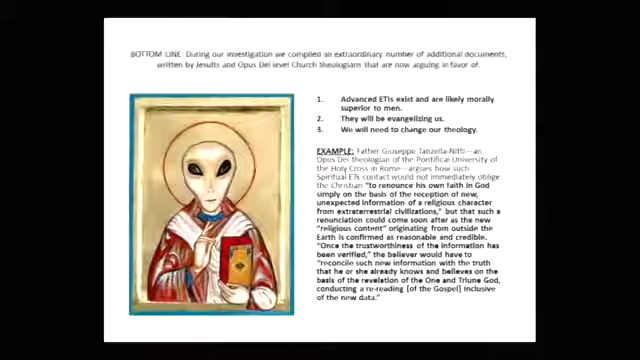 BOTTOM LINE: During our investigation we compiled an extraordinary number of additional documents,
written by Jesuits and Opus Dei-level Church theologians that are now arguing in favor of:
1. Advanced ETIs exist and are likely morally
superior to men.
2. They will be evangelizing us.
3. We will need to change our theology.
EXAMPLE: Father Giuseppe Tanzella-Nitti—an
Opus Dei theologian of the Pontifical University of
the Holy Cross in Rome—argues how such
Spiritual ETs contact would not immediately oblige
the Christian "to renounce his own faith in God
simply on the basis of the reception of new,
unexpected information of a religious character
from extraterrestrial civilizations," but that such a
renunciation could come soon after as the new
"religious content" originating from outside the
Earth is confirmed as reasonable and credible.
"Once the trustworthiness of the information has
been verified," the believer would have to
"reconcile such new information with the truth
that he or she already knows and believes on the
basis of the revelation of the One and Triune God,
conducting a re-reading [of the Gospel] inclusive
of the new data."